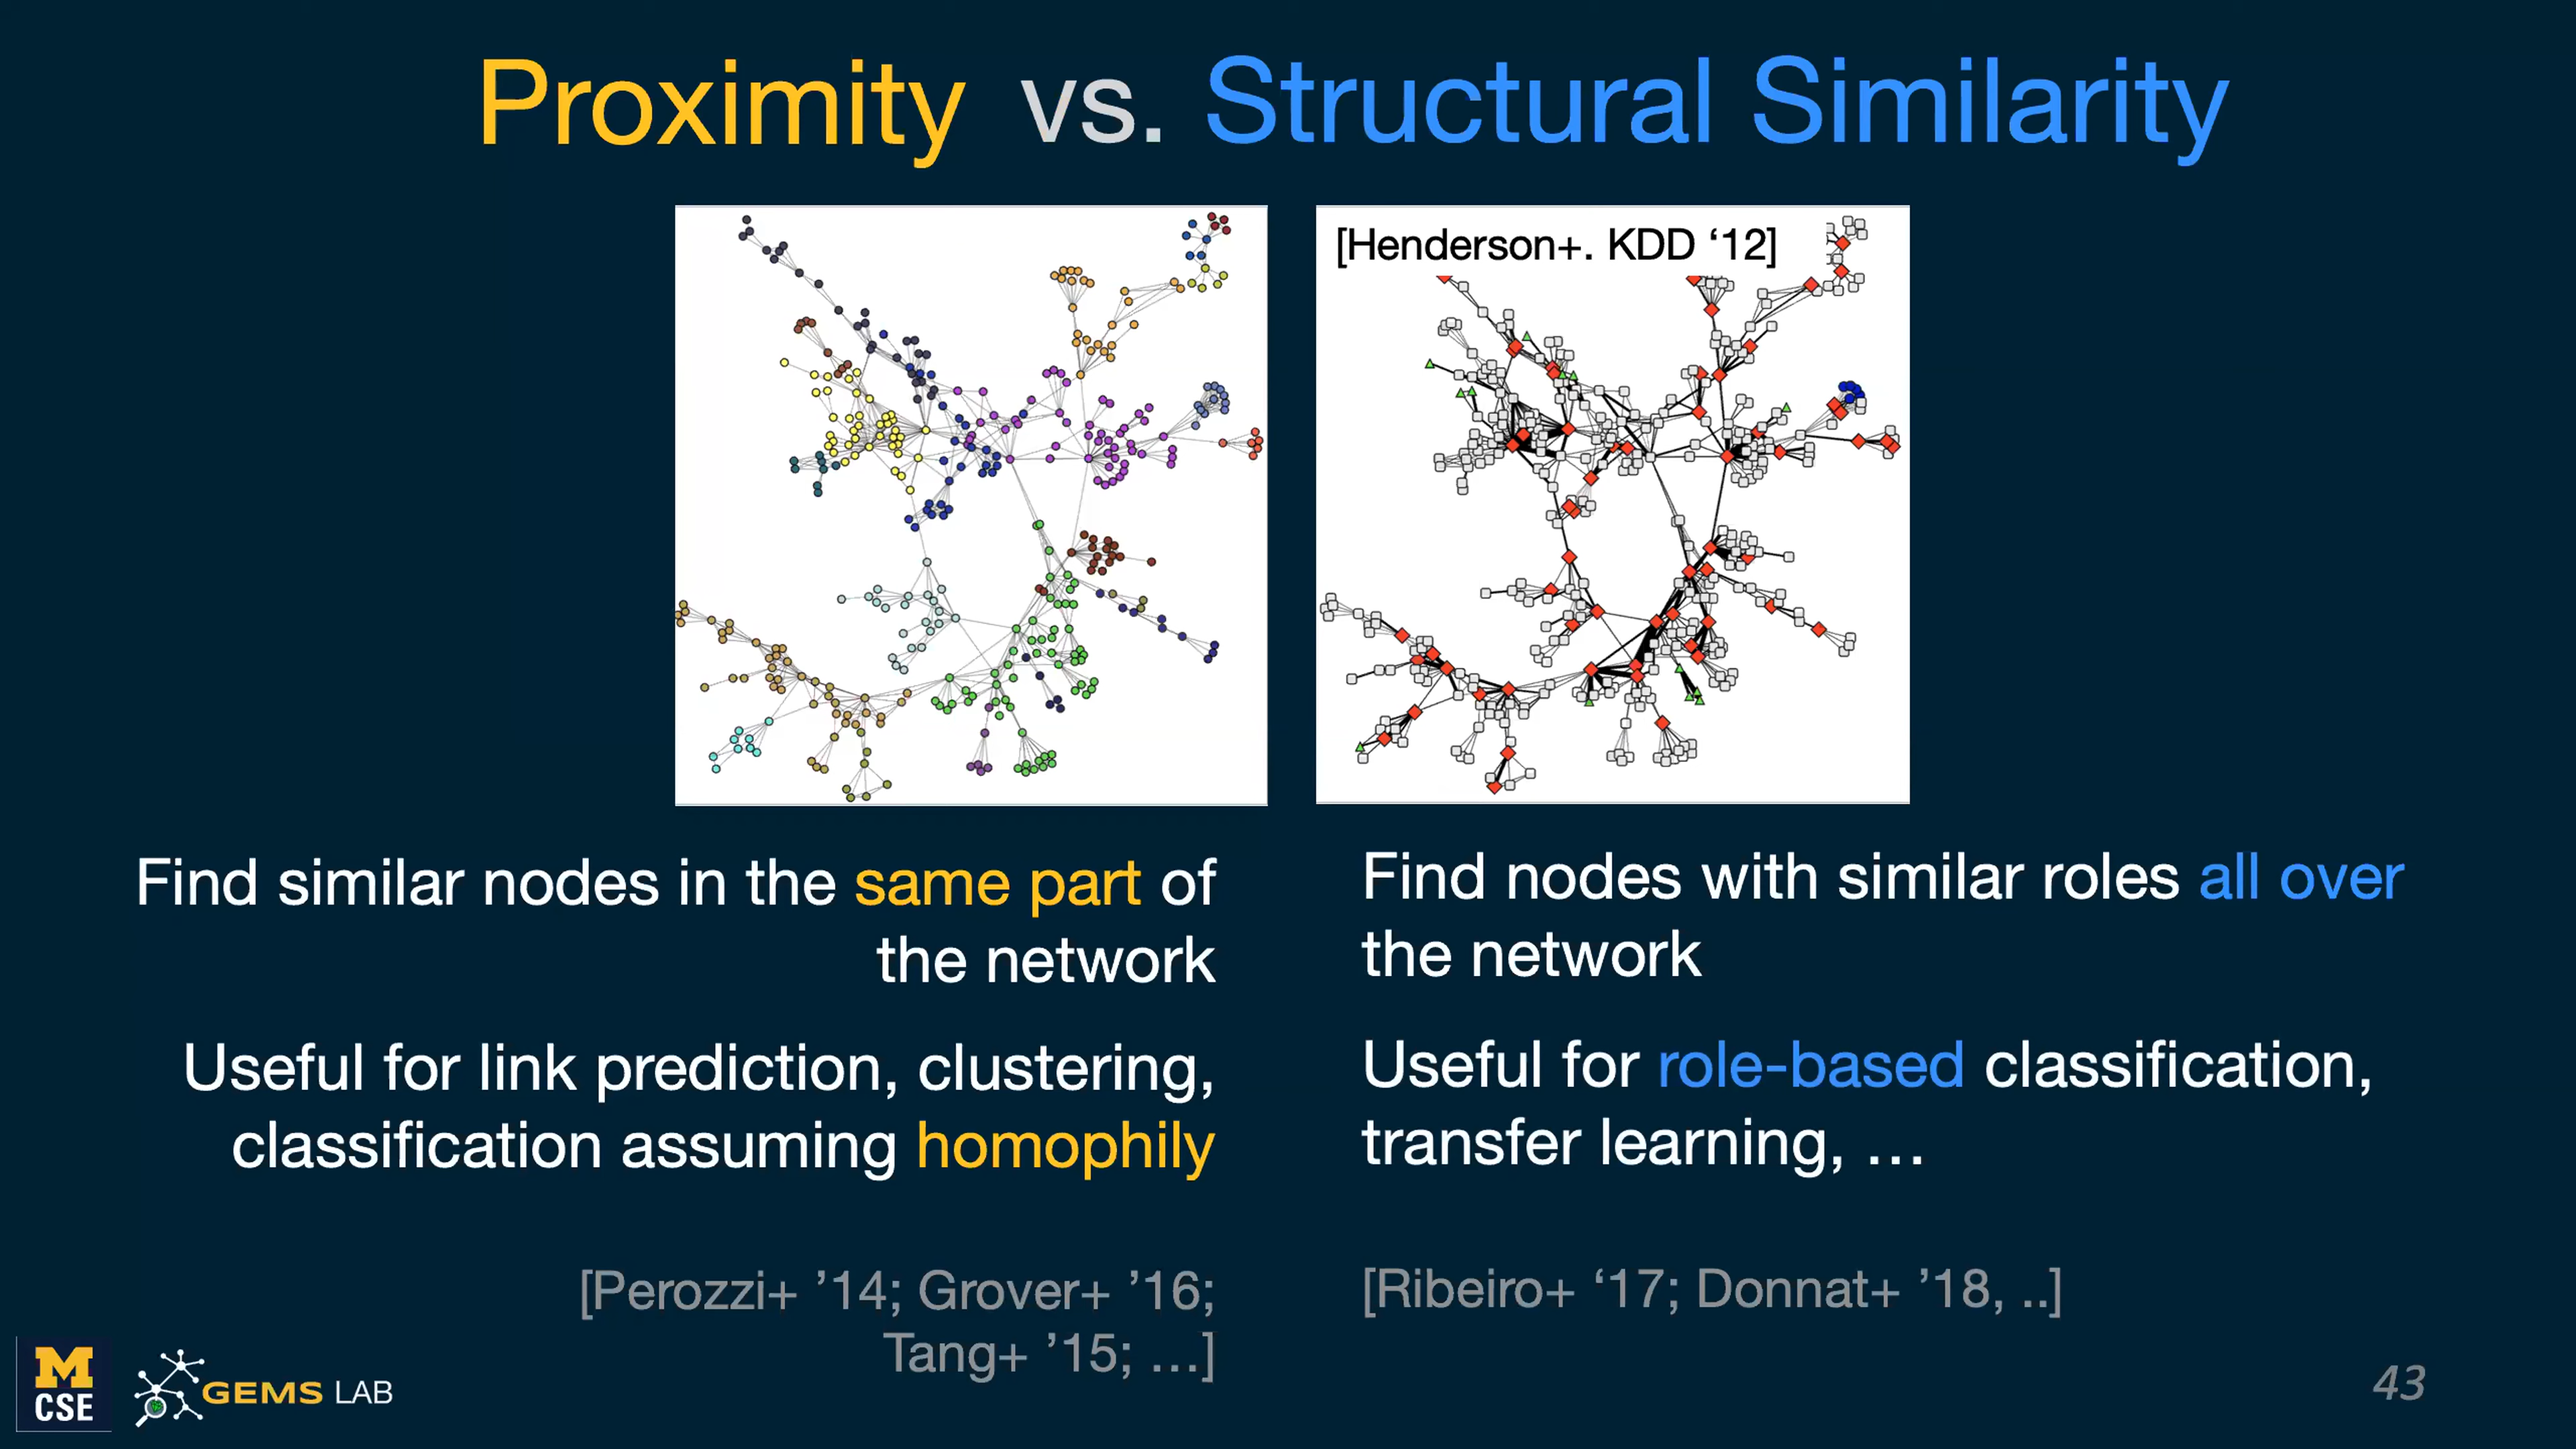 Proximity vs. Structural Similarity
[Henderson+. KDD ‘12]
Find similar nodes in the same part of
the network
Useful for link prediction, clustering,
classification assuming homophily
[Perozzi+ ’14; Grover+ ’16;
Tang+ ’15; …]
Find nodes with similar roles all over
the network
Useful for role-based classification,
transfer learning, …
[Ribeiro+ ‘17; Donnat+ ’18, ..]
M
CSE
GEMS LAB
43